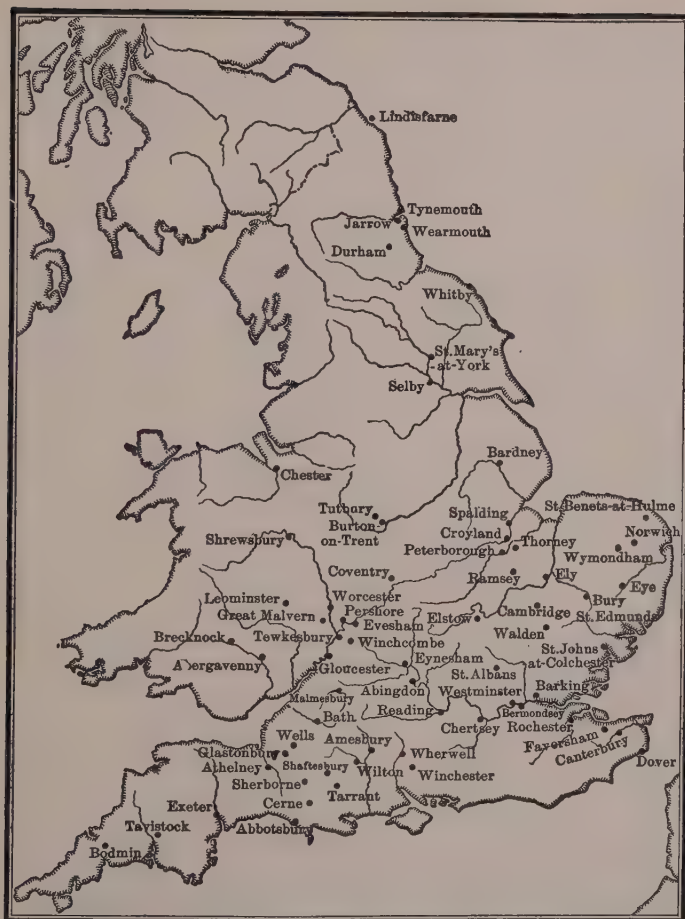 Lindisfarne
Tynemouth
Jarrow
Wearmouth
Durham
Whitby
St.Mary's
-at-York
Selby
Bardney
Chester
Tutbury
Burton-
on-Trent
Spalding
St.Benets-at-Hulme
Croyland
Norwich
Shrewsbury
Thorney
Peterborough
Wymondham
Coventry
Ramsey
Ely
Eye
Leominster
Worcester
Bury
St.Edmunds
Great Malvern
Pershore
Evesham
Elstow
Cambridge
Brecknock
Tewkesbury
Winchcombe
Walden
St.Johns
at-Colchester
Abergavenny
Gloucester
Eynesham
St.Albans
Malmesbury
Abingdon
Westminster
Barking
Bath
Reading
Bermondsey
Chertsey
Rochester
Wells
Amesbury
Faversham
Glastonbury
Wherwell
Canterbury
Athelney
Shaftesbury
Wilton
Dover
Sherborne
Winchester
Tarrant
Exeter
Cerne
Tavistock
Abbotsbury
Bodmin